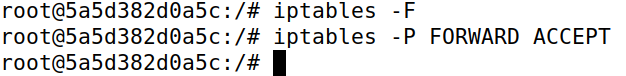 root@5a5d382d0a5c:/# iptables -F
root@5a5d382d0a5c:/# iptables -P FORWARD ACCEPT
root@5a5d382d0a5c:/#